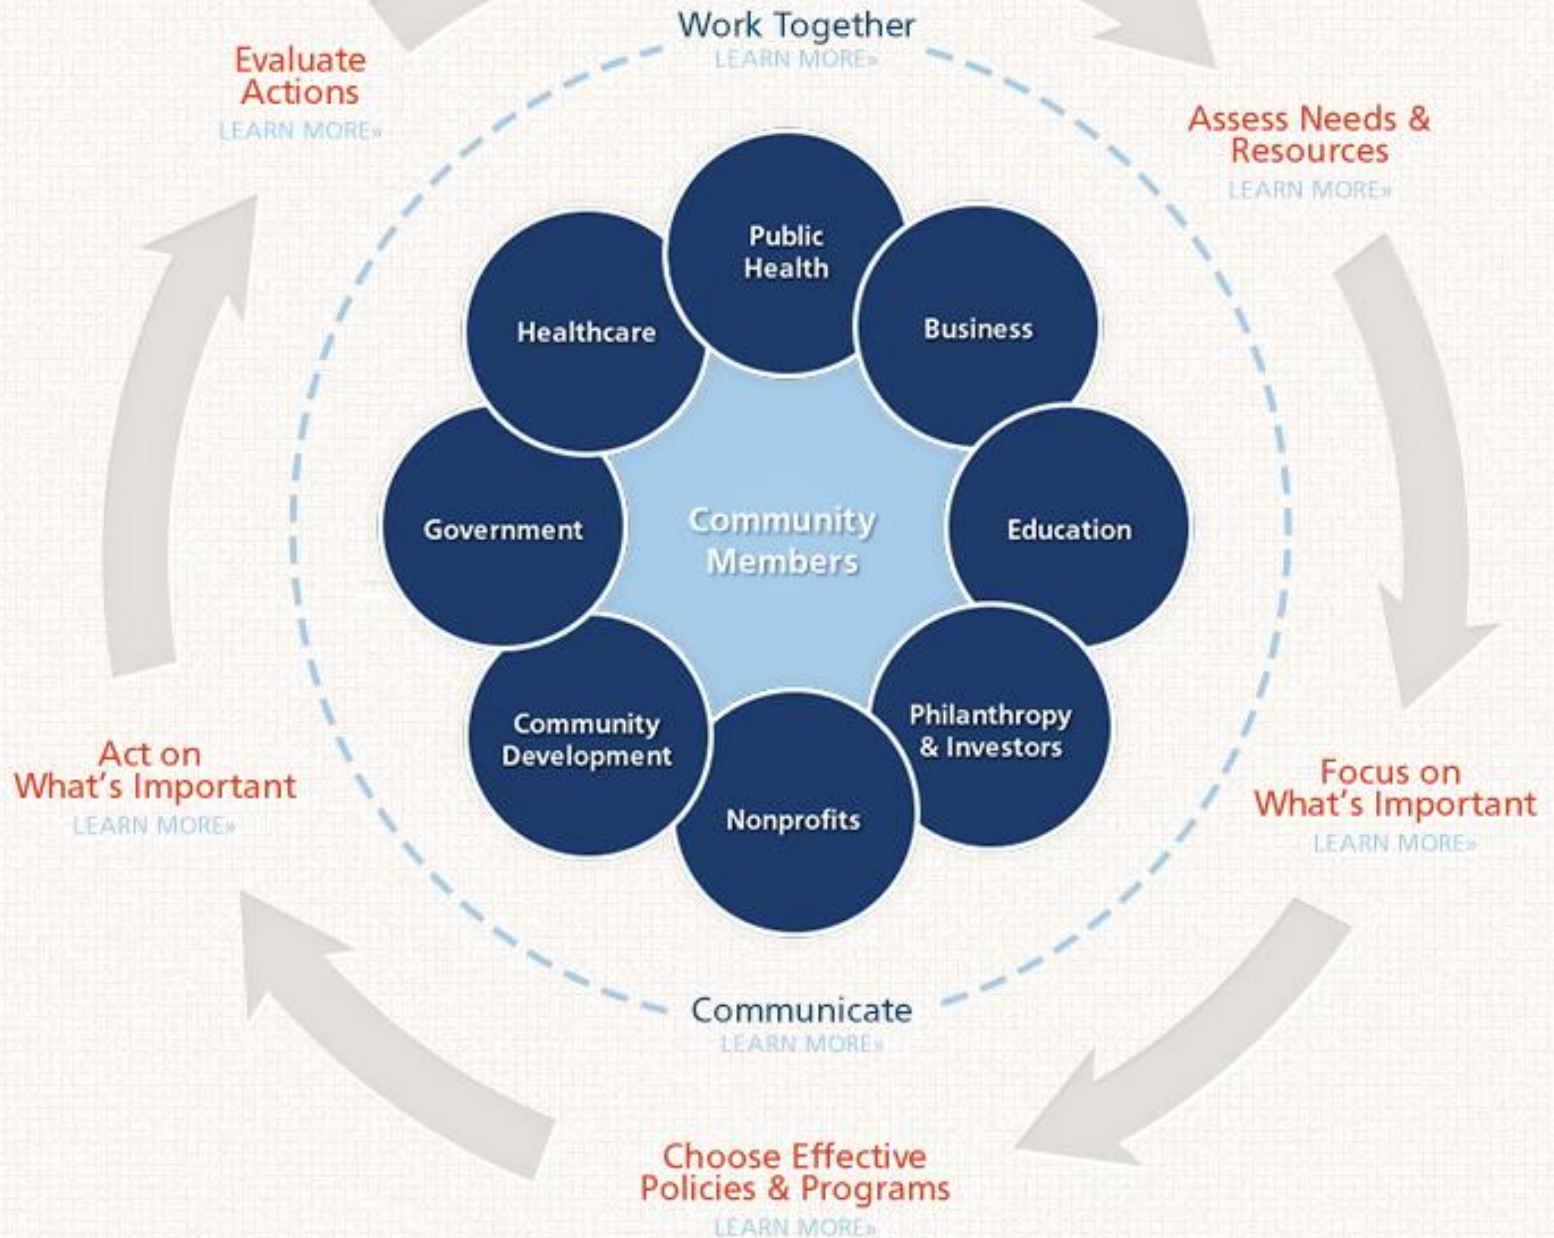 Work Together
LEARN MORE»
Evaluate
Actions
LEARN MORE»
Assess Needs &
Resources
LEARN MORE»
Public
Health
Healthcare
Business
Government
Community
Members
Education
Community
Development
Philanthropy
& Investors
Nonprofits
Act on
What's Important
LEARN MORE»
Focus on
What's Important
LEARN MORE»
Communicate
LEARN MORE»
Choose Effective
Policies & Programs
LEARN MORE»